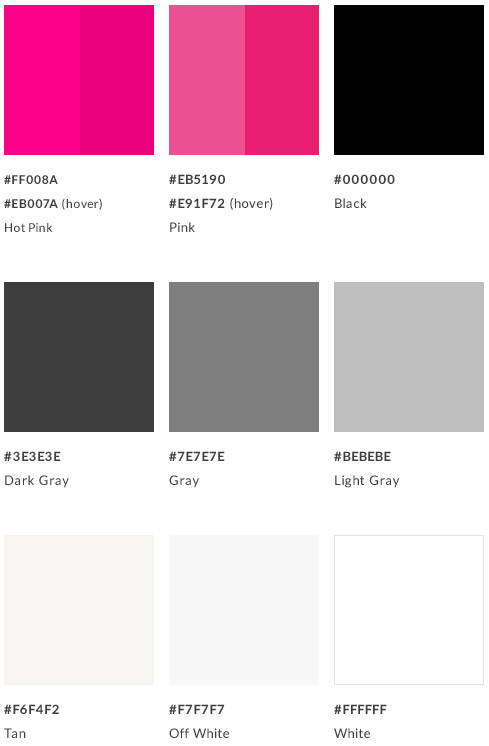 #FF008A
#EB007A (hover)
Hot Pink
#EB5190
#E91F72 (hover)
Pink
#000000
Black
#3E3E3E
Dark Gray
#7E7E7E
Gray
#BEBEBE
Light Gray
#F6F4F2
Tan
#F7F7F7
Off White
#FFFFFF
White